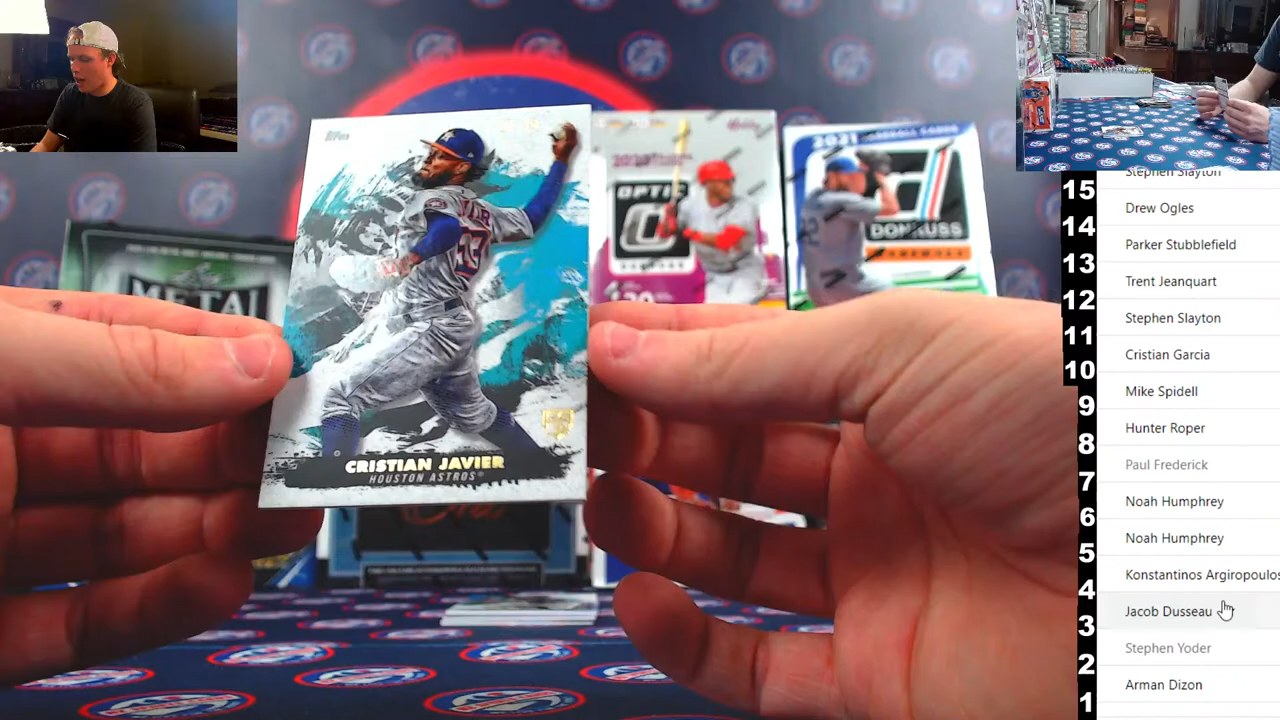 Topps
CRISTIAN JAVIER
HOUSTON ASTROS
METAL
OPTIC
2021
DONRUSS
15
14
13
12
11
10
9
8
7
6
5
4
3
2
1
Stephen Slayton
Drew Ogles
Parker Stubblefield
Trent Jeanquart
Stephen Slayton
Cristian Garcia
Mike Spidell
Hunter Roper
Paul Frederick
Noah Humphrey
Noah Humphrey
Konstantinos Argiropoulos
Jacob Dusseau
Stephen Yoder
Arman Dizon